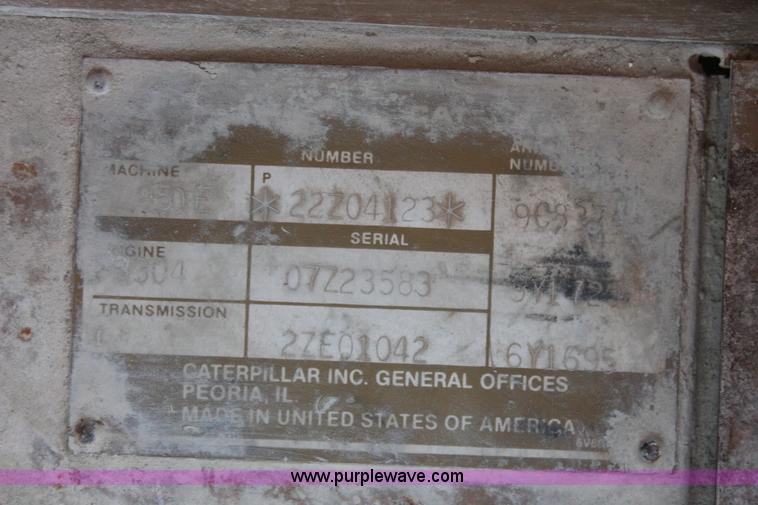 NUMBER
MACHINE
P
*22Z04123*
SERIAL
3304
07Z23583
TRANSMISSION
2ZE01042
6Y1695
CATERPILLAR INC. GENERAL OFFICES
PEORIA, IL.
MADE IN UNITED STATES OF AMERICA
www.purplewave.com